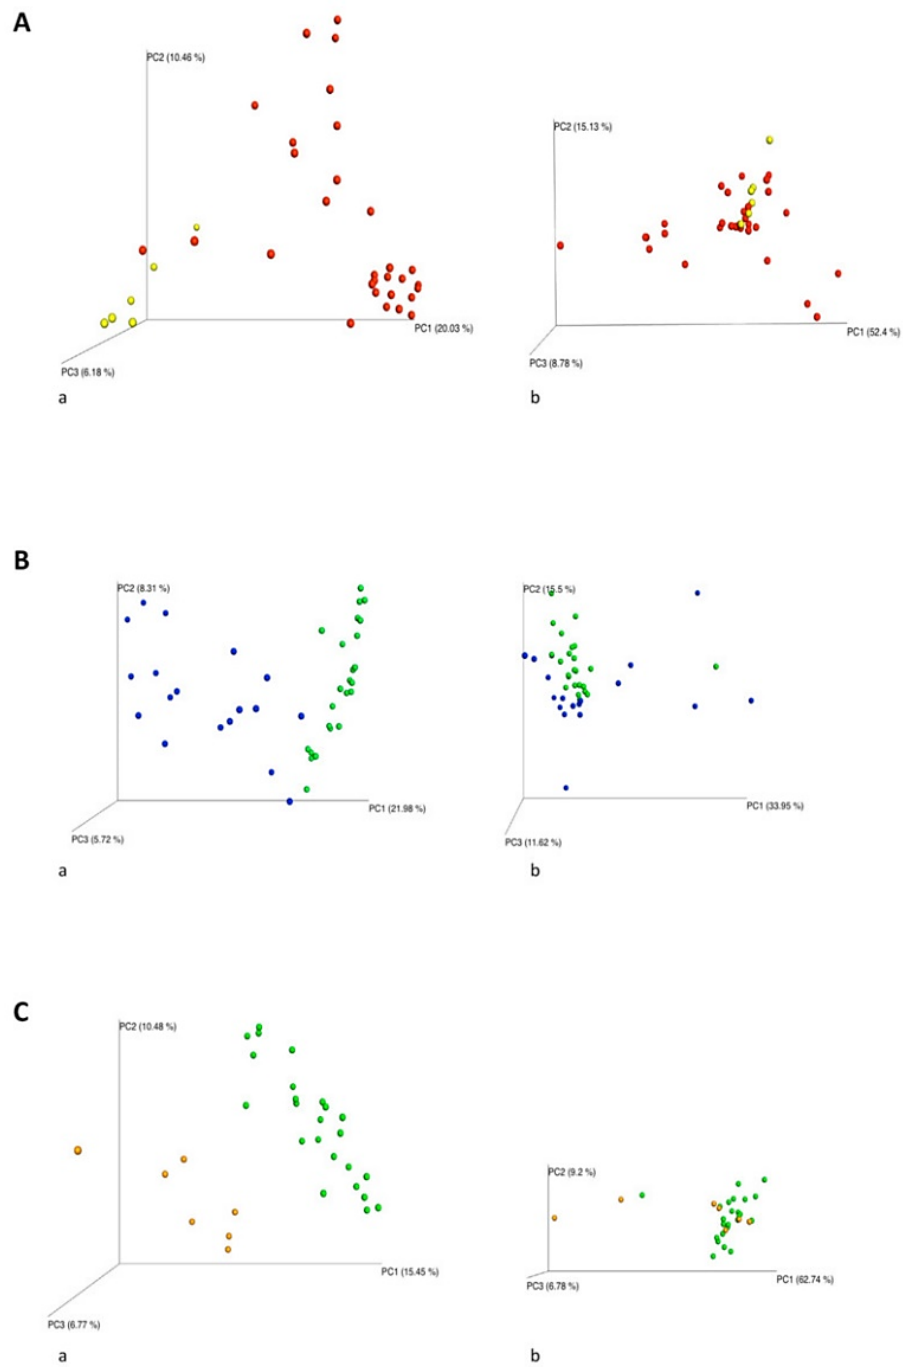 A
PC2 (10.46 %)
PC1 (20.03 %)
PC3 (6.18 %)
a
PC2 (15.13 %)
PC1 (52.4 %)
PC3 (8.78 %)
b
B
PC2 (8.31 %)
PC1 (21.98 %)
PC3 (5.72 %)
a
PC2 (15.5 %)
PC1 (33.95 %)
PC3 (11.62 %)
b
C
PC2 (10.48 %)
PC1 (15.45 %)
PC3 (6.77 %)
a
PC2 (9.2 %)
PC1 (62.74 %)
PC3 (6.78 %)
b